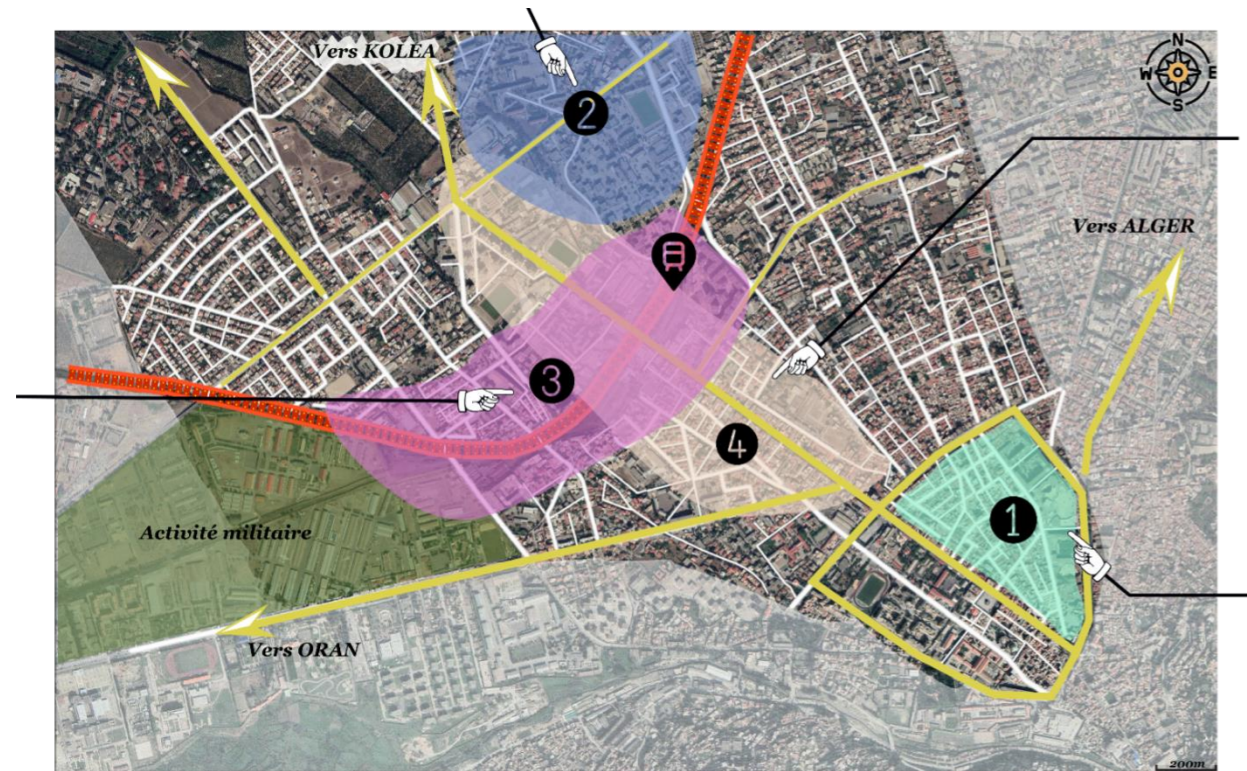 Vers KOLEA
N
W E
S
2
Vers ALGER
3
4
1
Activité militaire
Vers ORAN
200m